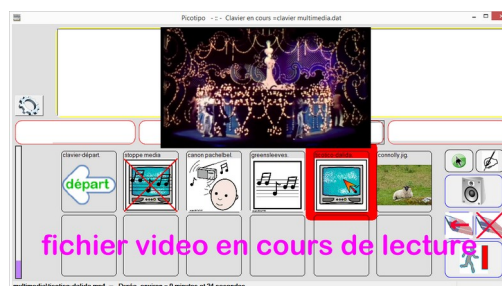 Picotipo -::- Clavier en cours =clavier multimedia.dat
clavier-départ.
stoppe media
canon pachelbel.
greensleeves.
connolly.jig.
départ
fichier video en cours de lecture